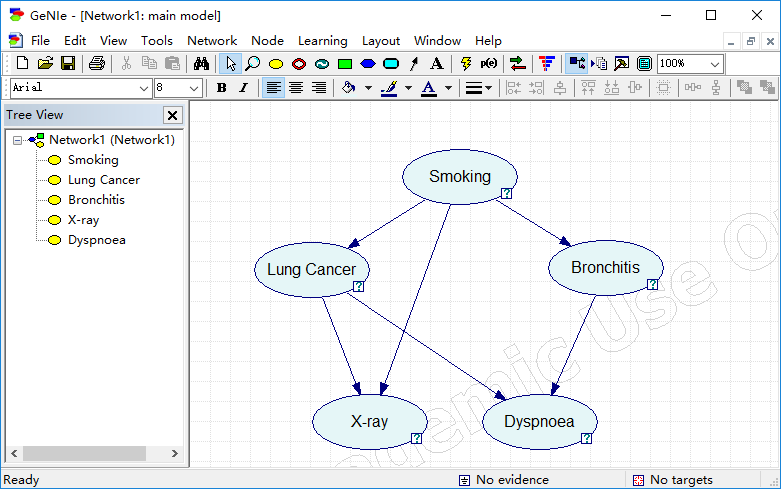 GeNIe - [Network1: main model]
File Edit View Tools Network Node Learning Layout Window Help
A p(e) 100%
Arial 8 B I A
Tree View
Network1 (Network1)
Smoking
Lung Cancer
Bronchitis
X-ray
Dyspnoea
Smoking
?
Lung Cancer
?
Bronchitis
?
X-ray
?
Dyspnoea
?
demic Use O
Ready No evidence No targets